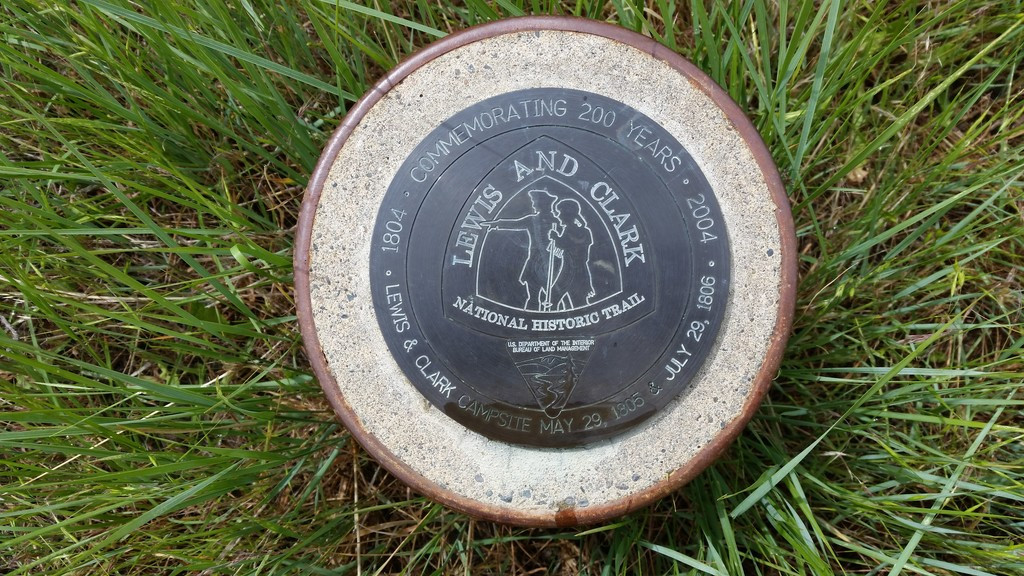 1804 • COMMEMORATING 200 YEARS • 2004
LEWIS AND CLARK
NATIONAL HISTORIC TRAIL
U.S. DEPARTMENT OF THE INTERIOR
BUREAU OF LAND MANAGEMENT
• LEWIS & CLARK CAMPSITE MAY 29, 1805 & JULY 29, 1806 •